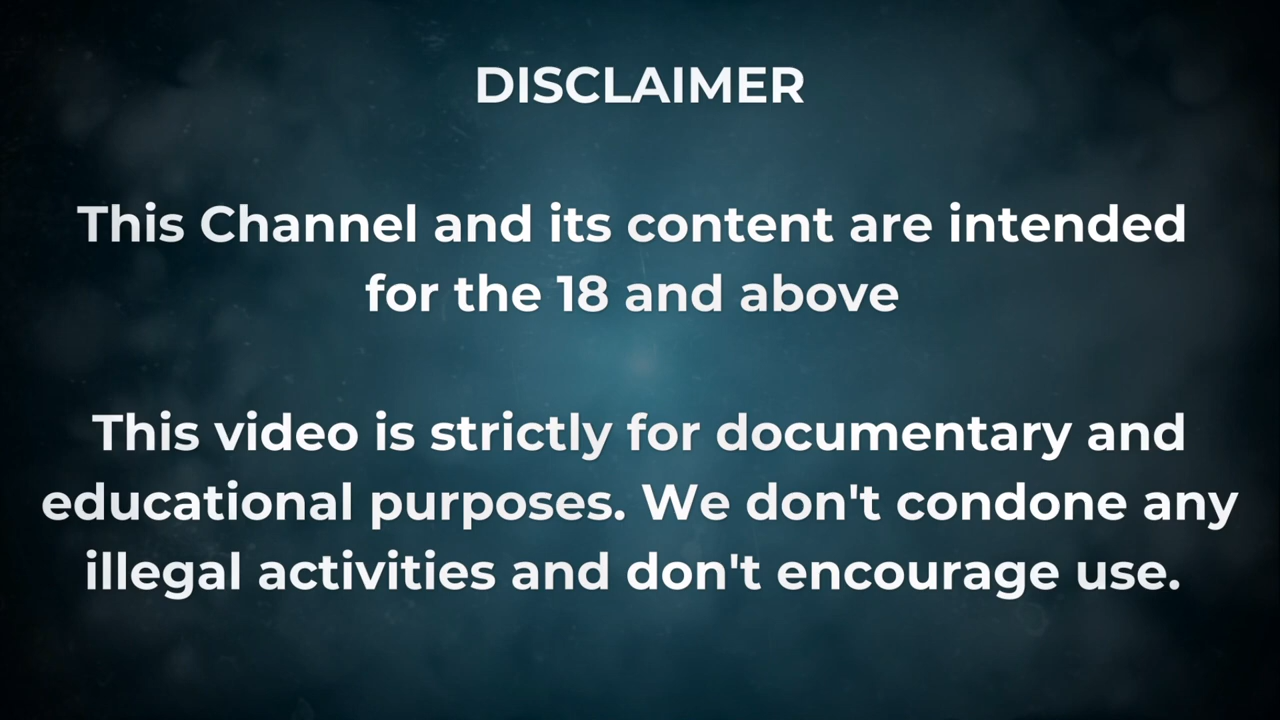 DISCLAIMER
This Channel and its content are intended
for the 18 and above
This video is strictly for documentary and
educational purposes. We don't condone any
illegal activities and don't encourage use.